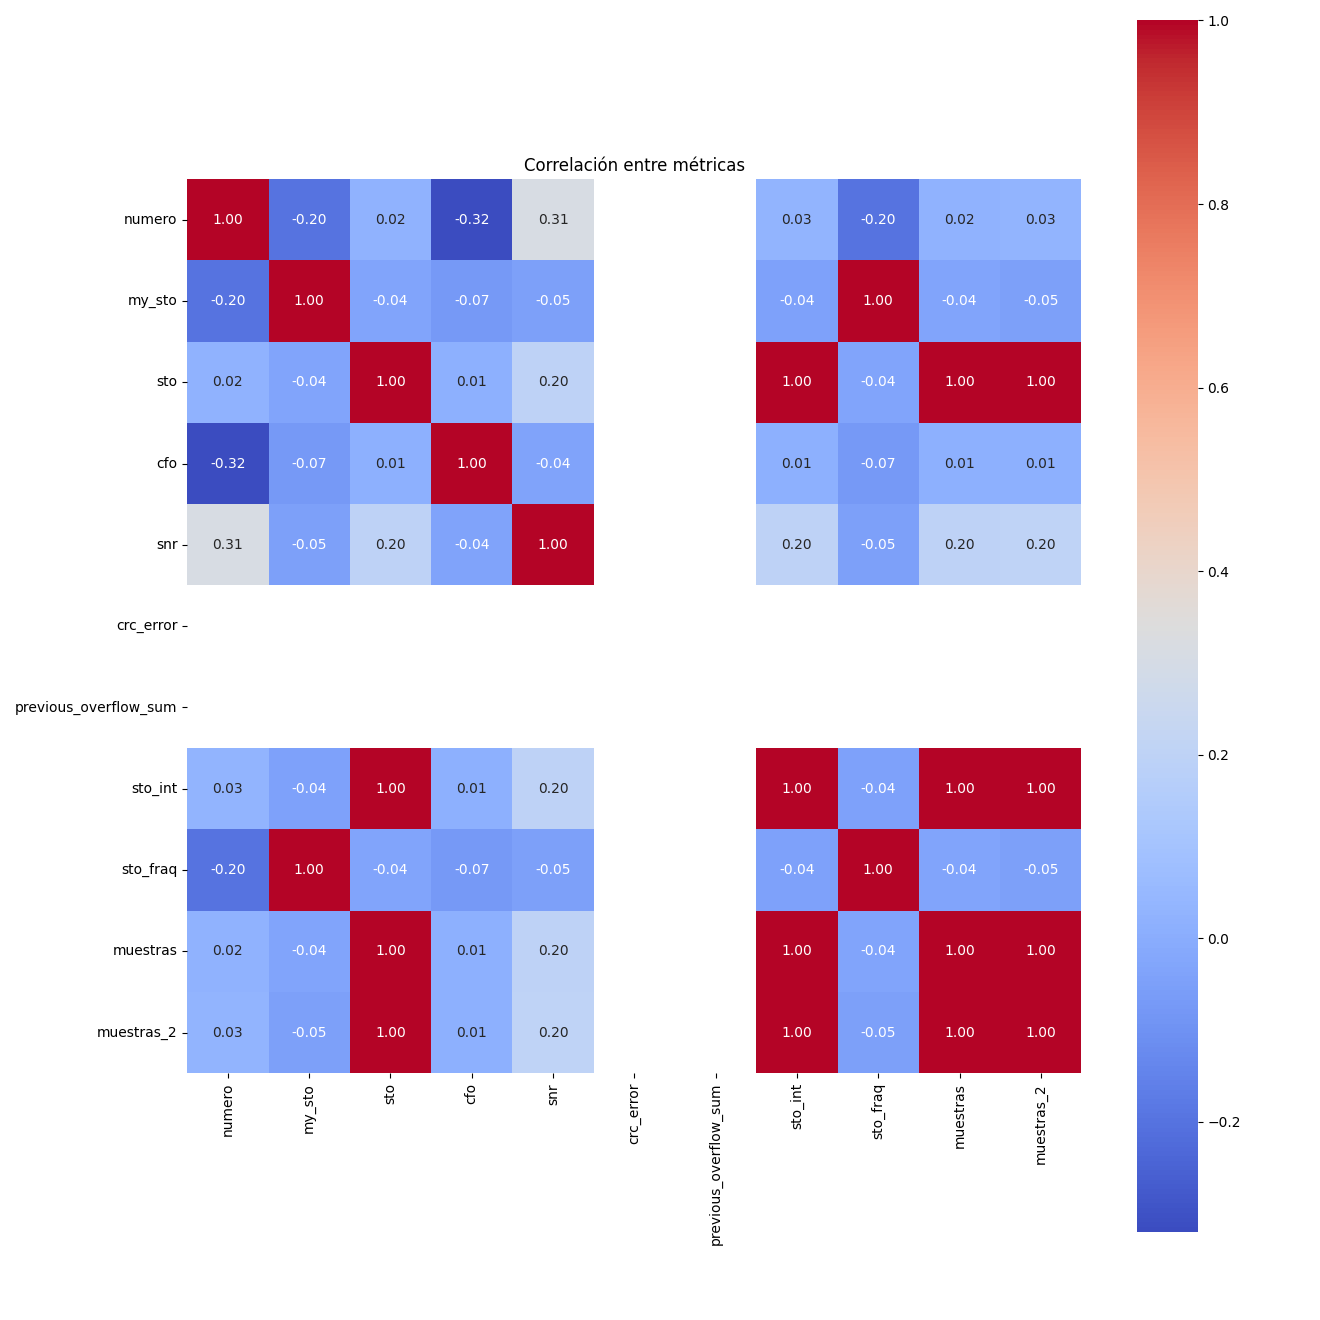 Correlación entre métricas
numero 1.00 -0.20 0.02 -0.32 0.31 0.03 -0.20 0.02 0.03
my_sto -0.20 1.00 -0.04 -0.07 -0.05 -0.04 1.00 -0.04 -0.05
sto 0.02 -0.04 1.00 0.01 0.20 1.00 -0.04 1.00 1.00
cfo -0.32 -0.07 0.01 1.00 -0.04 0.01 -0.07 0.01 0.01
snr 0.31 -0.05 0.20 -0.04 1.00 0.20 -0.05 0.20 0.20
crc_error
previous_overflow_sum
sto_int 0.03 -0.04 1.00 0.01 0.20 1.00 -0.04 1.00 1.00
sto_fraq -0.20 1.00 -0.04 -0.07 -0.05 -0.04 1.00 -0.04 -0.05
muestras 0.02 -0.04 1.00 0.01 0.20 1.00 -0.04 1.00 1.00
muestras_2 0.03 -0.05 1.00 0.01 0.20 1.00 -0.05 1.00 1.00
numero
my_sto
sto
cfo
snr
crc_error
previous_overflow_sum
sto_int
sto_fraq
muestras
muestras_2
1.0
0.8
0.6
0.4
0.2
0.0
−0.2